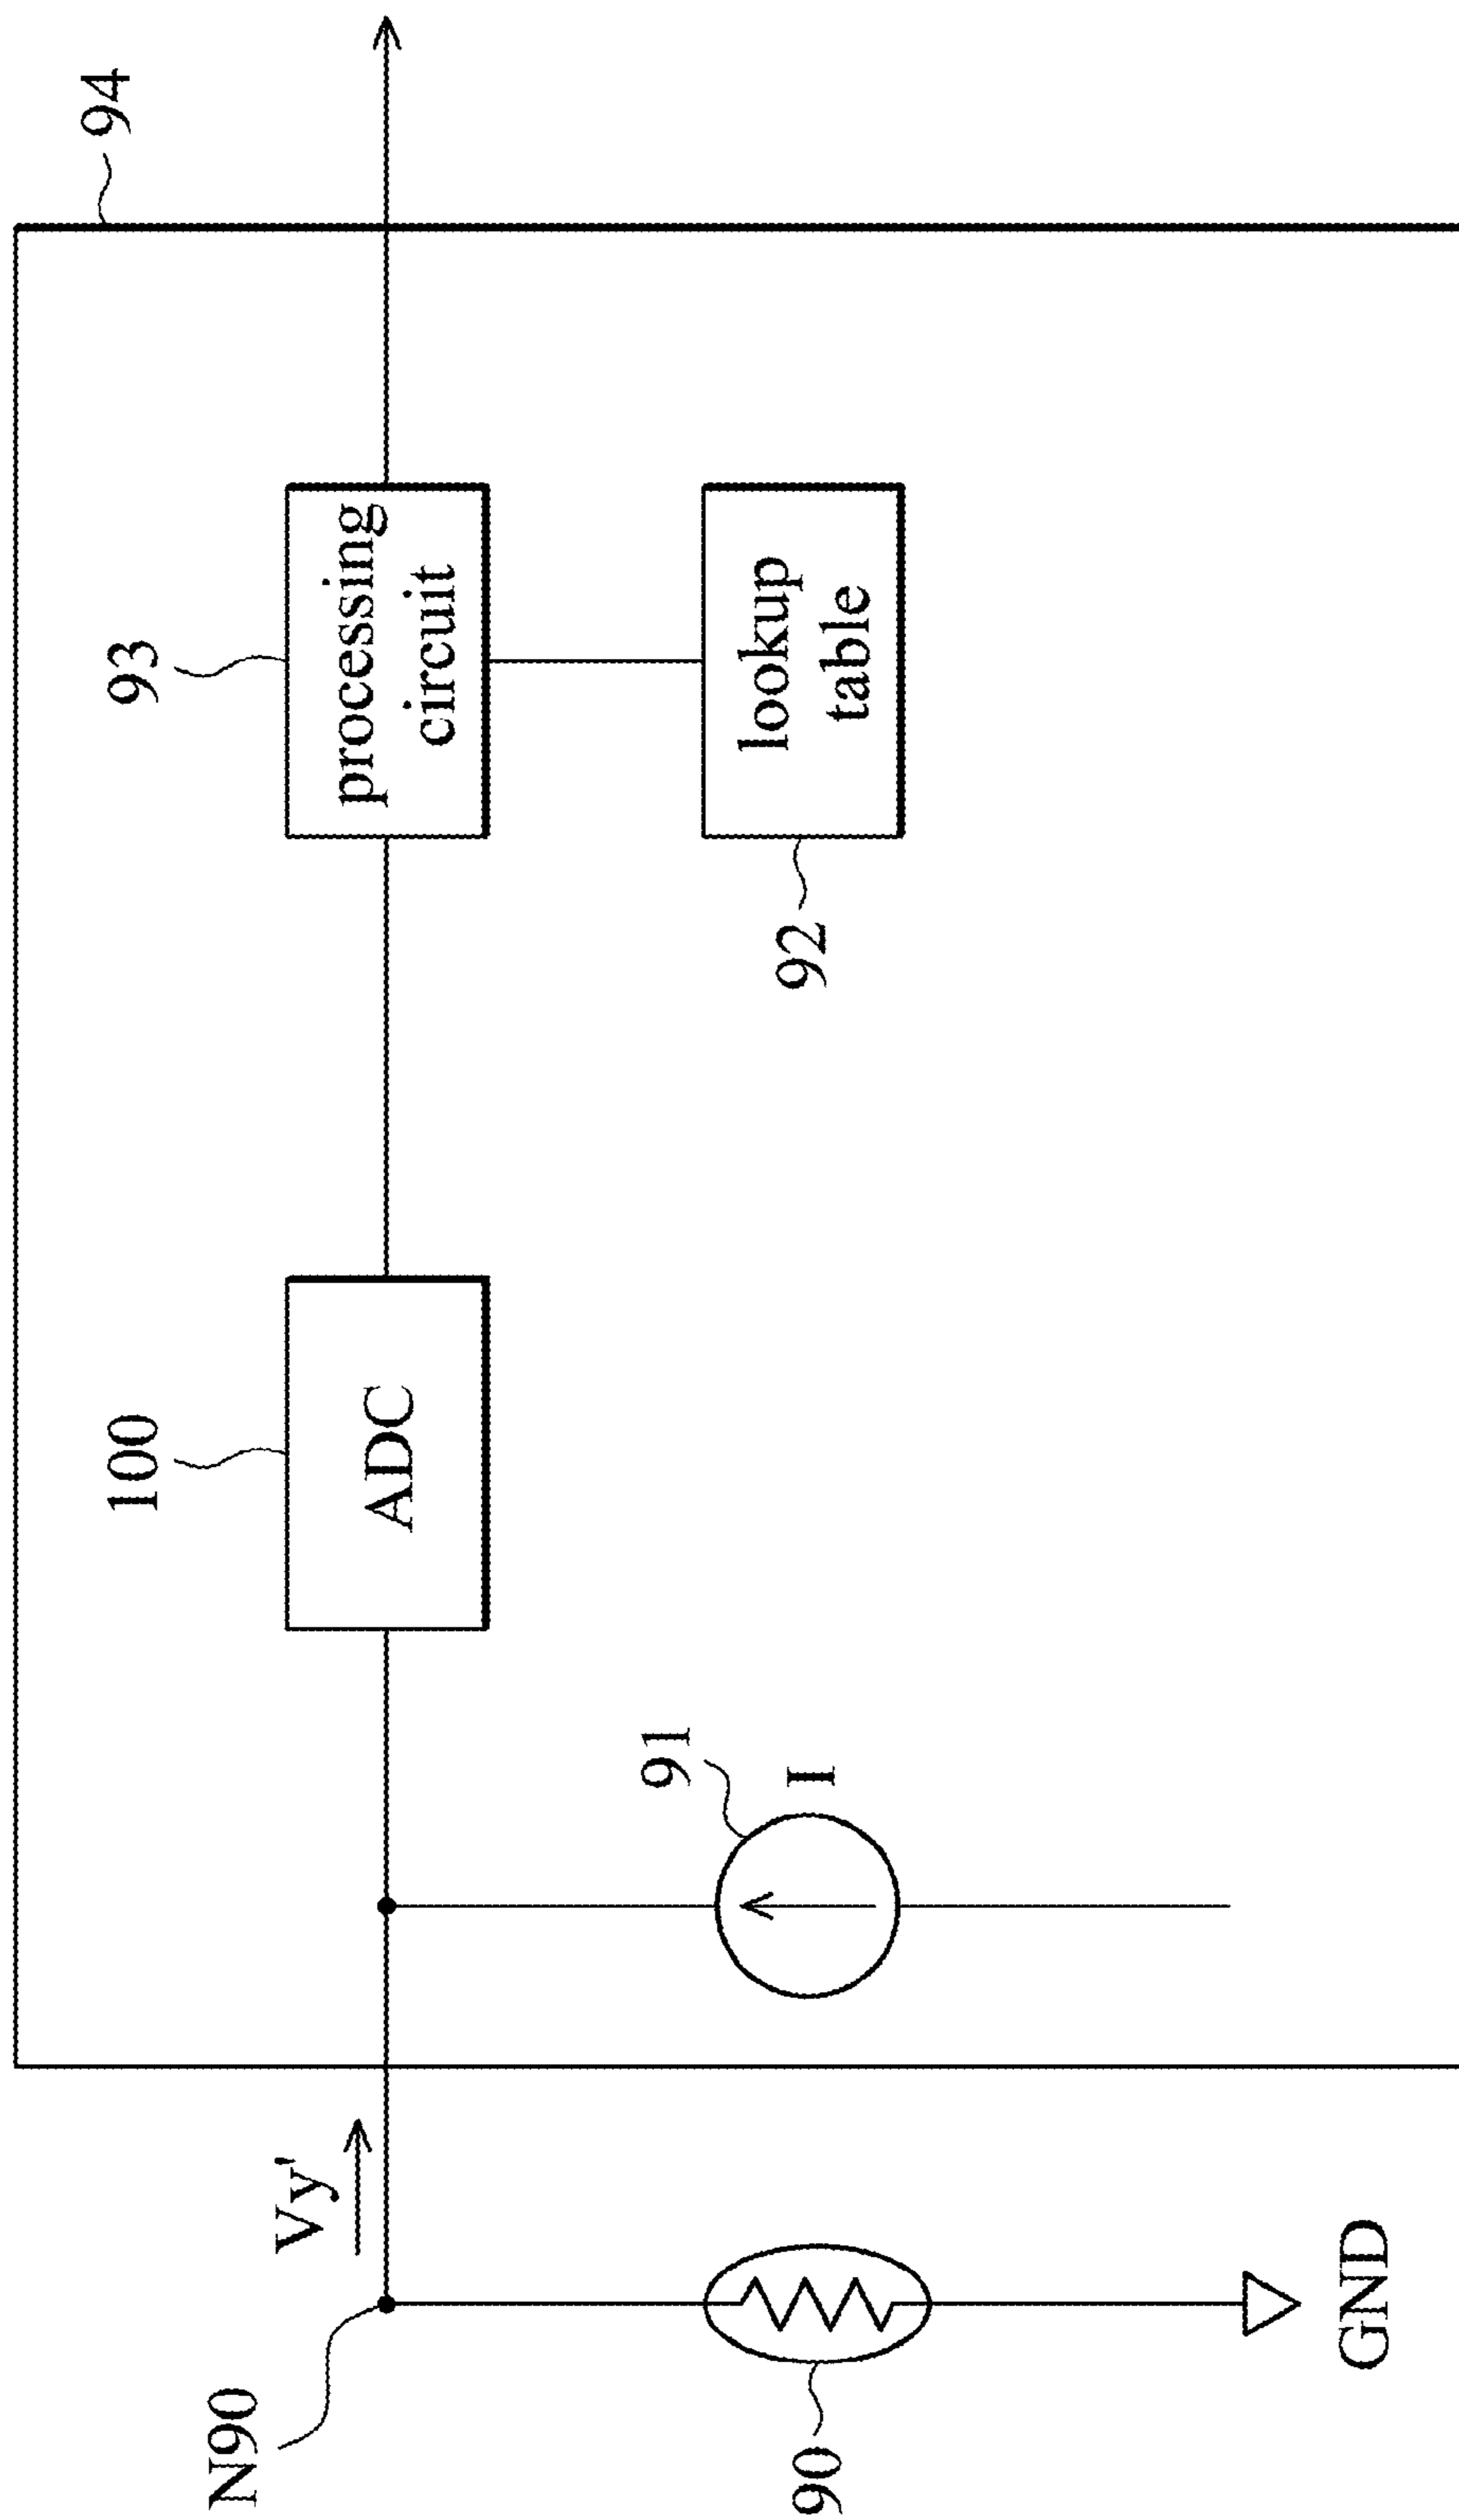 94
93
processing
circuit
lookup
table
92
100
ADC
91
I
Vy'
N90
90
GND